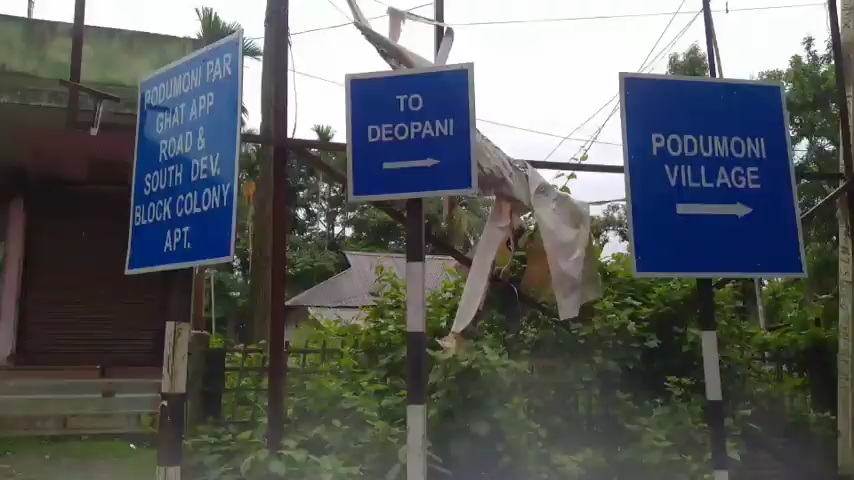 PODUMONI PAR
GHAT APP
ROAD &
SOUTH DEV.
BLOCK COLONY
APT.
TO
DEOPANI
PODUMONI
VILLAGE